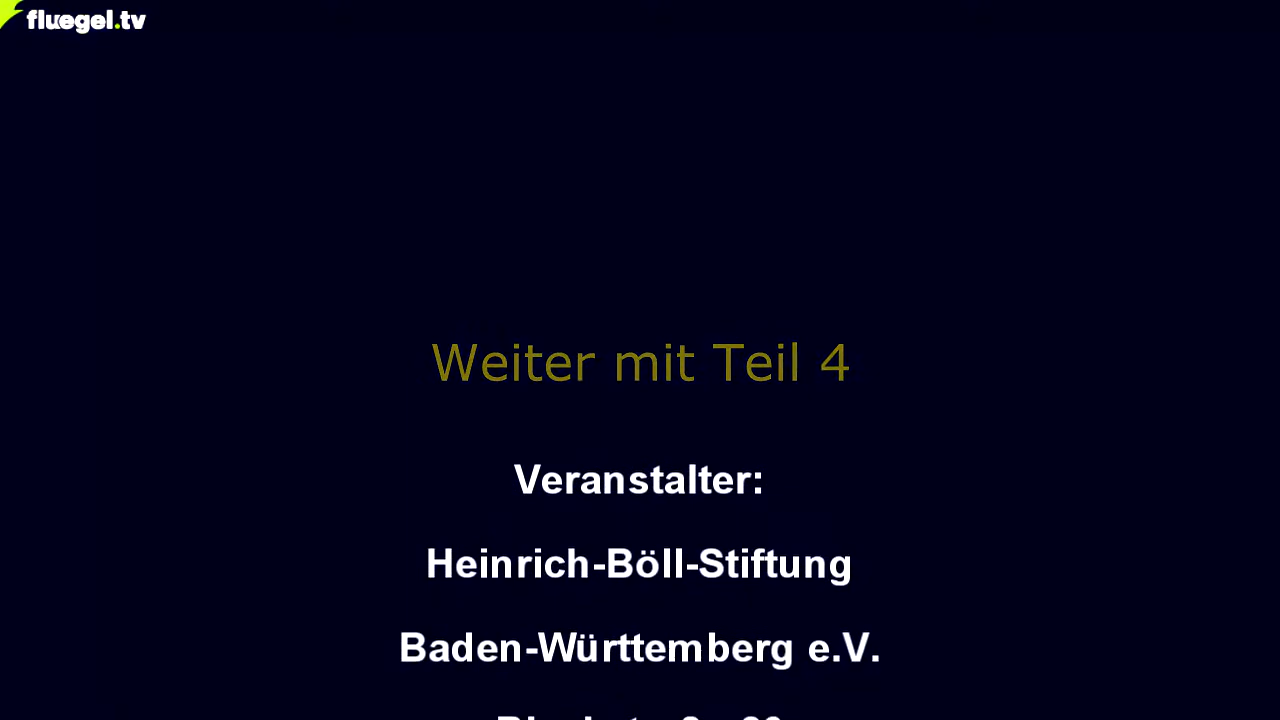 fluegel.tv
Weiter mit Teil 4
Veranstalter:
Heinrich-Böll-Stiftung
Baden-Württemberg e.V.